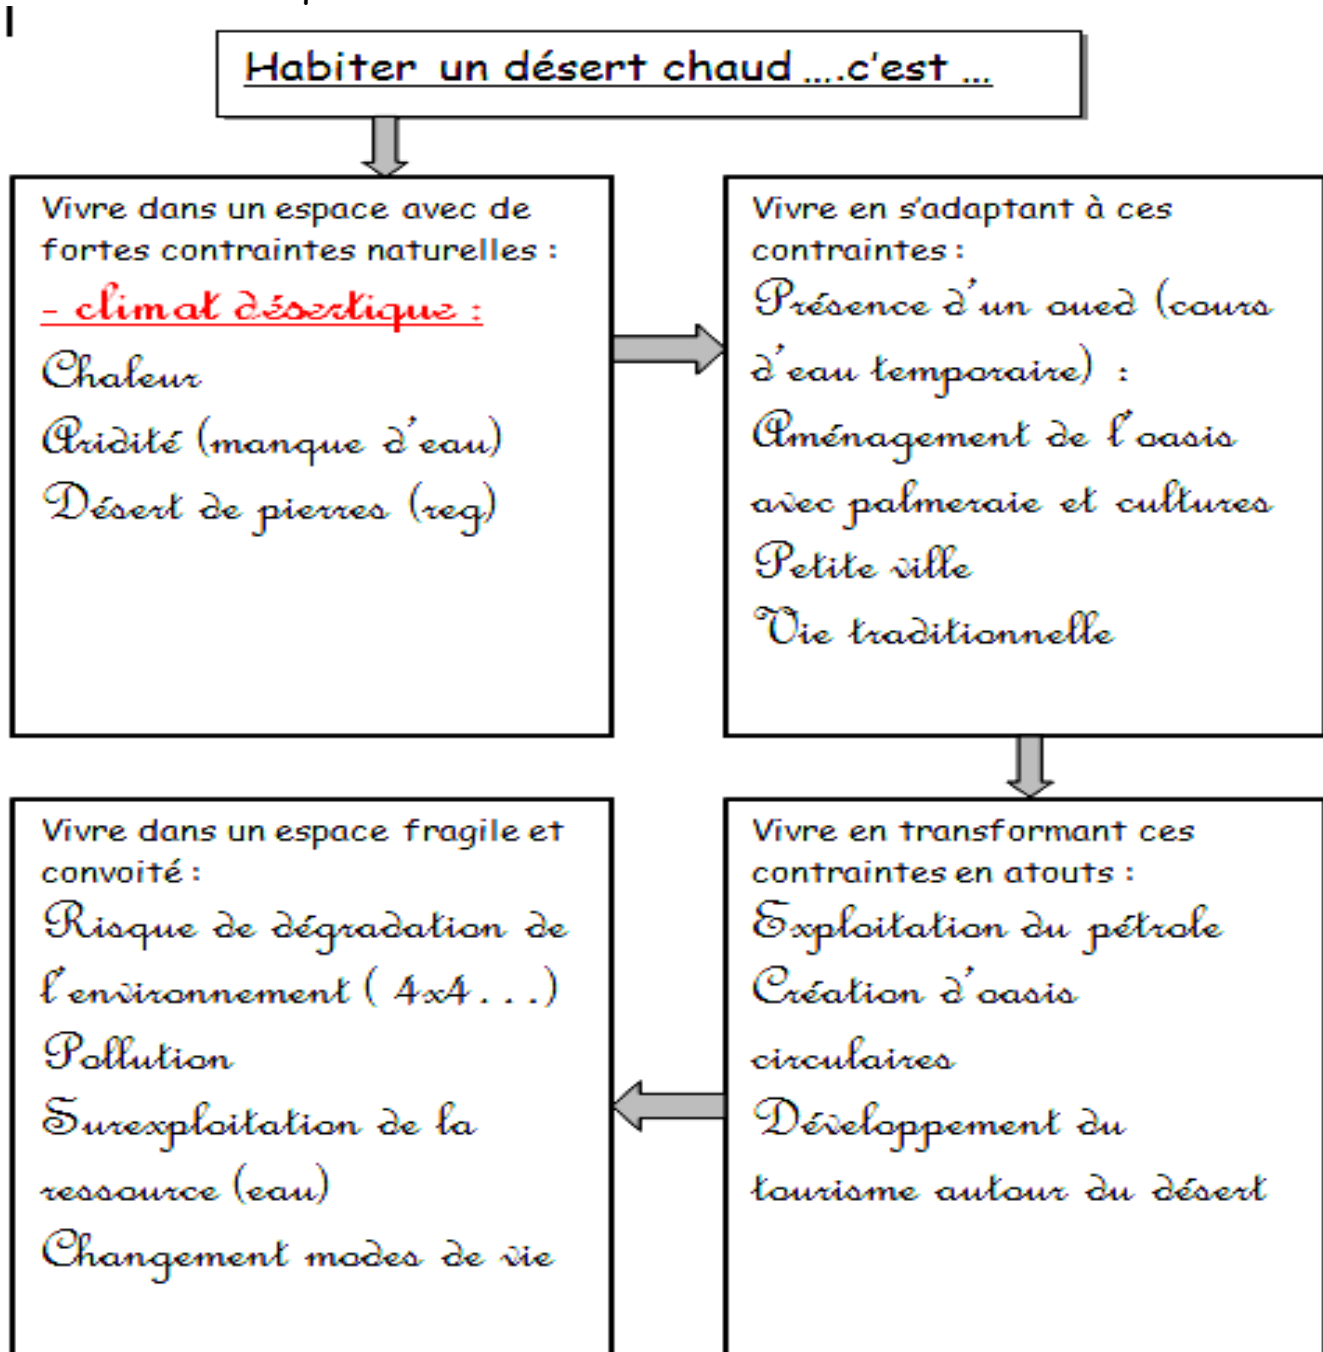 Habiter un désert chaud ....c'est ...
Vivre dans un espace avec de
fortes contraintes naturelles :
- climat désertique :
Chaleur
Aridité (manque d'eau)
Désert de pierres (reg)
Vivre en s'adaptant à ces
contraintes :
Présence d'un oued (cours
d'eau temporaire) :
Aménagement de l'oasis
avec palmeraie et cultures
Petite ville
Vie traditionnelle
Vivre en transformant ces
contraintes en atouts :
Exploitation du pétrole
Création d'oasis
circulaires
Développement du
tourisme autour du désert
Vivre dans un espace fragile et
convoité :
Risque de dégradation de
l'environnement ( 4x4 ...)
Pollution
Surexploitation de la
ressource (eau)
Changement modes de vie